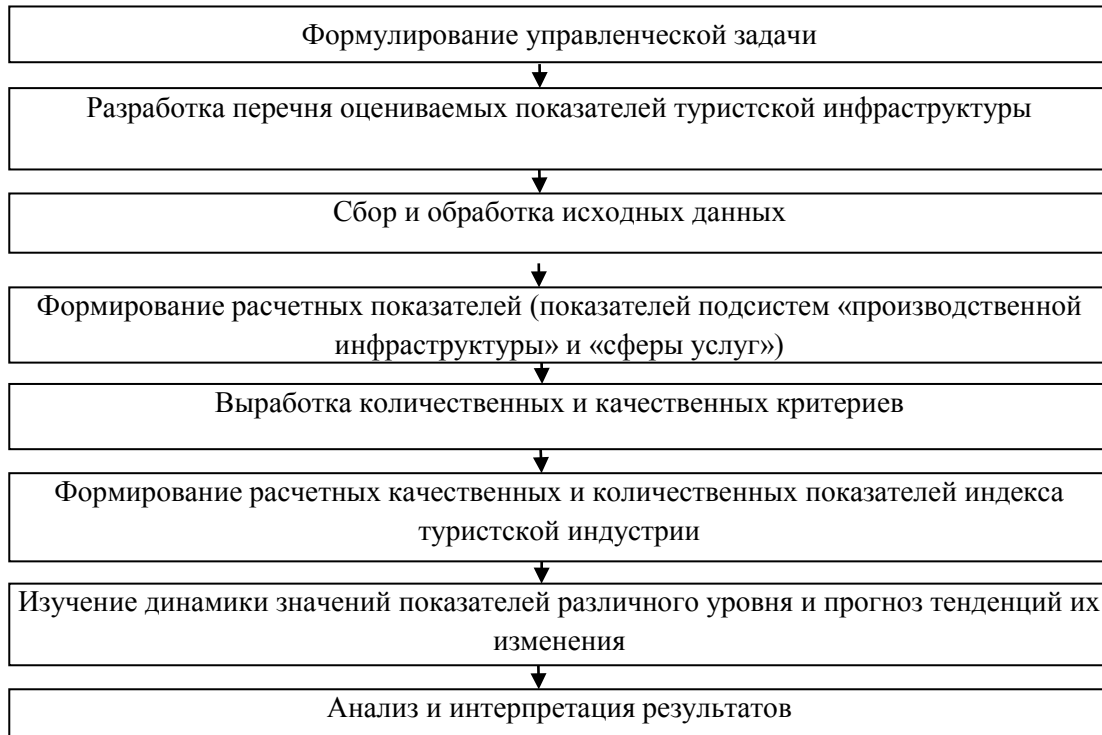 Формулирование управленческой задачи
Разработка перечня оцениваемых показателей туристской инфраструктуры
Сбор и обработка исходных данных
Формирование расчетных показателей (показателей подсистем «производственной
инфраструктуры» и «сферы услуг»)
Выработка количественных и качественных критериев
Формирование расчетных качественных и количественных показателей индекса
туристской индустрии
Изучение динамики значений показателей различного уровня и прогноз тенденций их
изменения
Анализ и интерпретация результатов